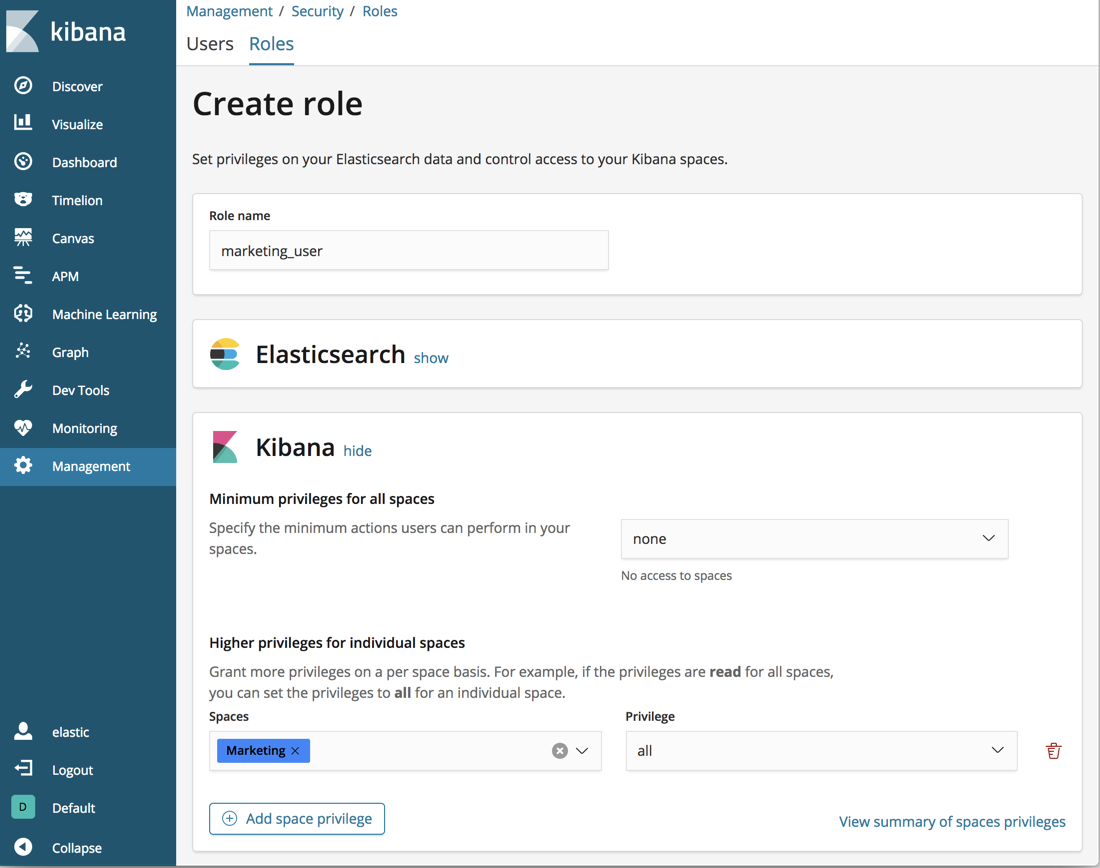 kibana
Discover
Visualize
Dashboard
Timelion
Canvas
APM
Machine Learning
Graph
Dev Tools
Monitoring
Management
elastic
Logout
D Default
Collapse
Management / Security / Roles
Users Roles
Create role
Set privileges on your Elasticsearch data and control access to your Kibana spaces.
Role name
marketing_user
Elasticsearch show
Kibana hide
Minimum privileges for all spaces
Specify the minimum actions users can perform in your
spaces.
none
No access to spaces
Higher privileges for individual spaces
Grant more privileges on a per space basis. For example, if the privileges are read for all spaces,
you can set the privileges to all for an individual space.
Spaces Privilege
Marketing all
Add space privilege
View summary of spaces privileges